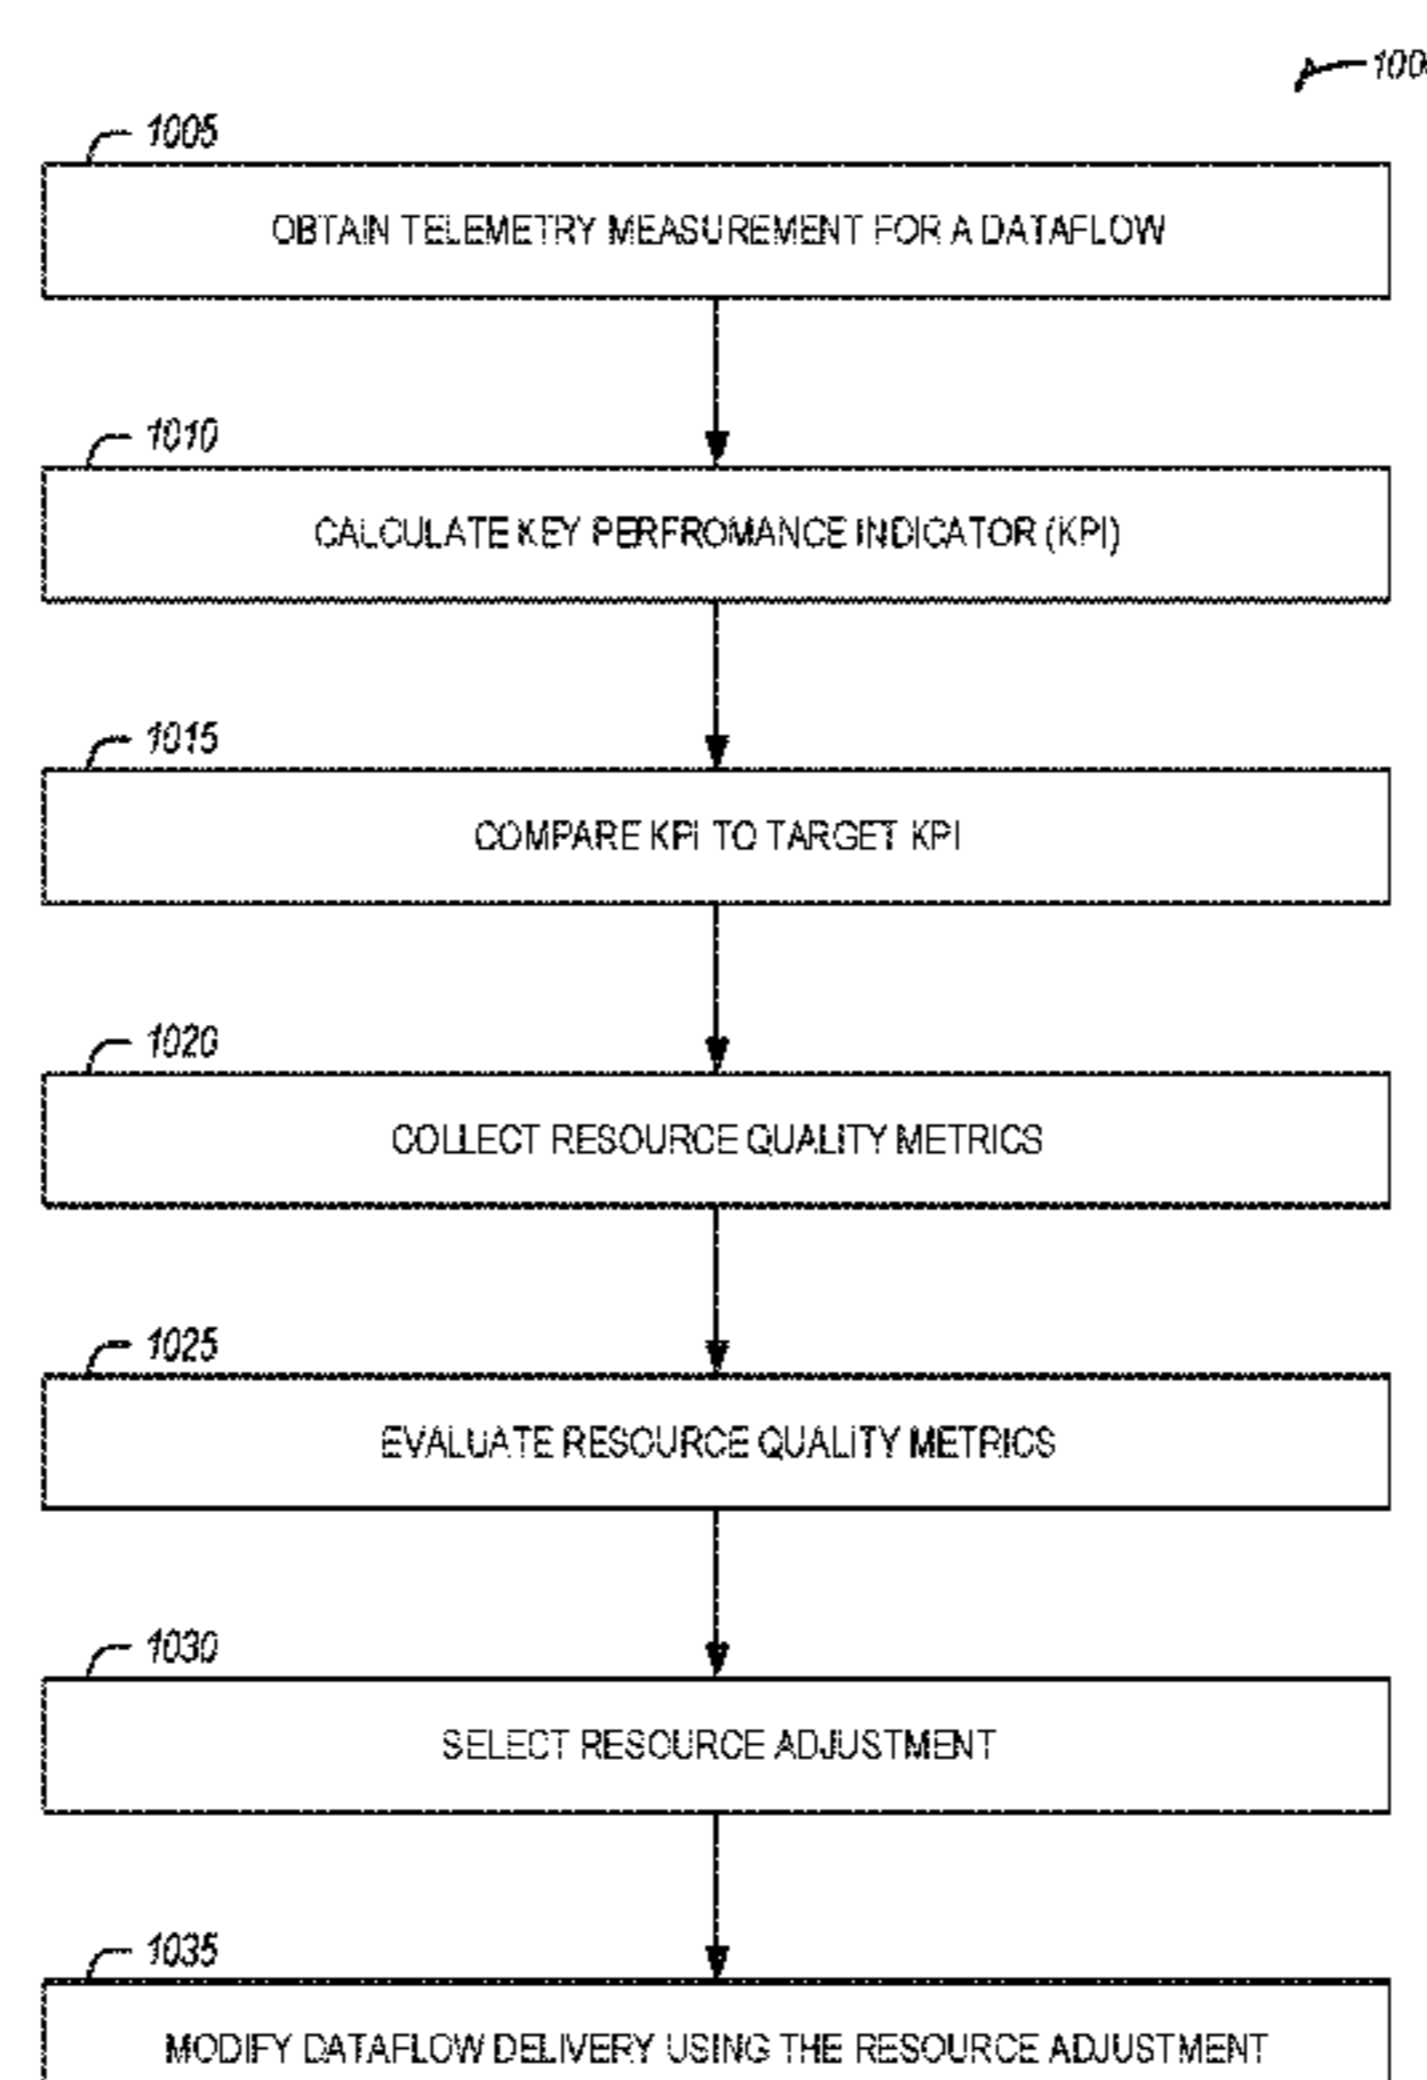 100
1005
OBTAIN TELEMETRY MEASUREMENT FOR A DATAFLOW
1010
CALCULATE KEY PERFROMANCE INDICATOR (KPI)
1015
COMPARE KPI TO TARGET KPI
1020
COLLECT RESOURCE QUALITY METRICS
1025
EVALUATE RESOURCE QUALITY METRICS
1030
SELECT RESOURCE ADJUSTMENT
1035
MODIFY DATAFLOW DELIVERY USING THE RESOURCE ADJUSTMENT